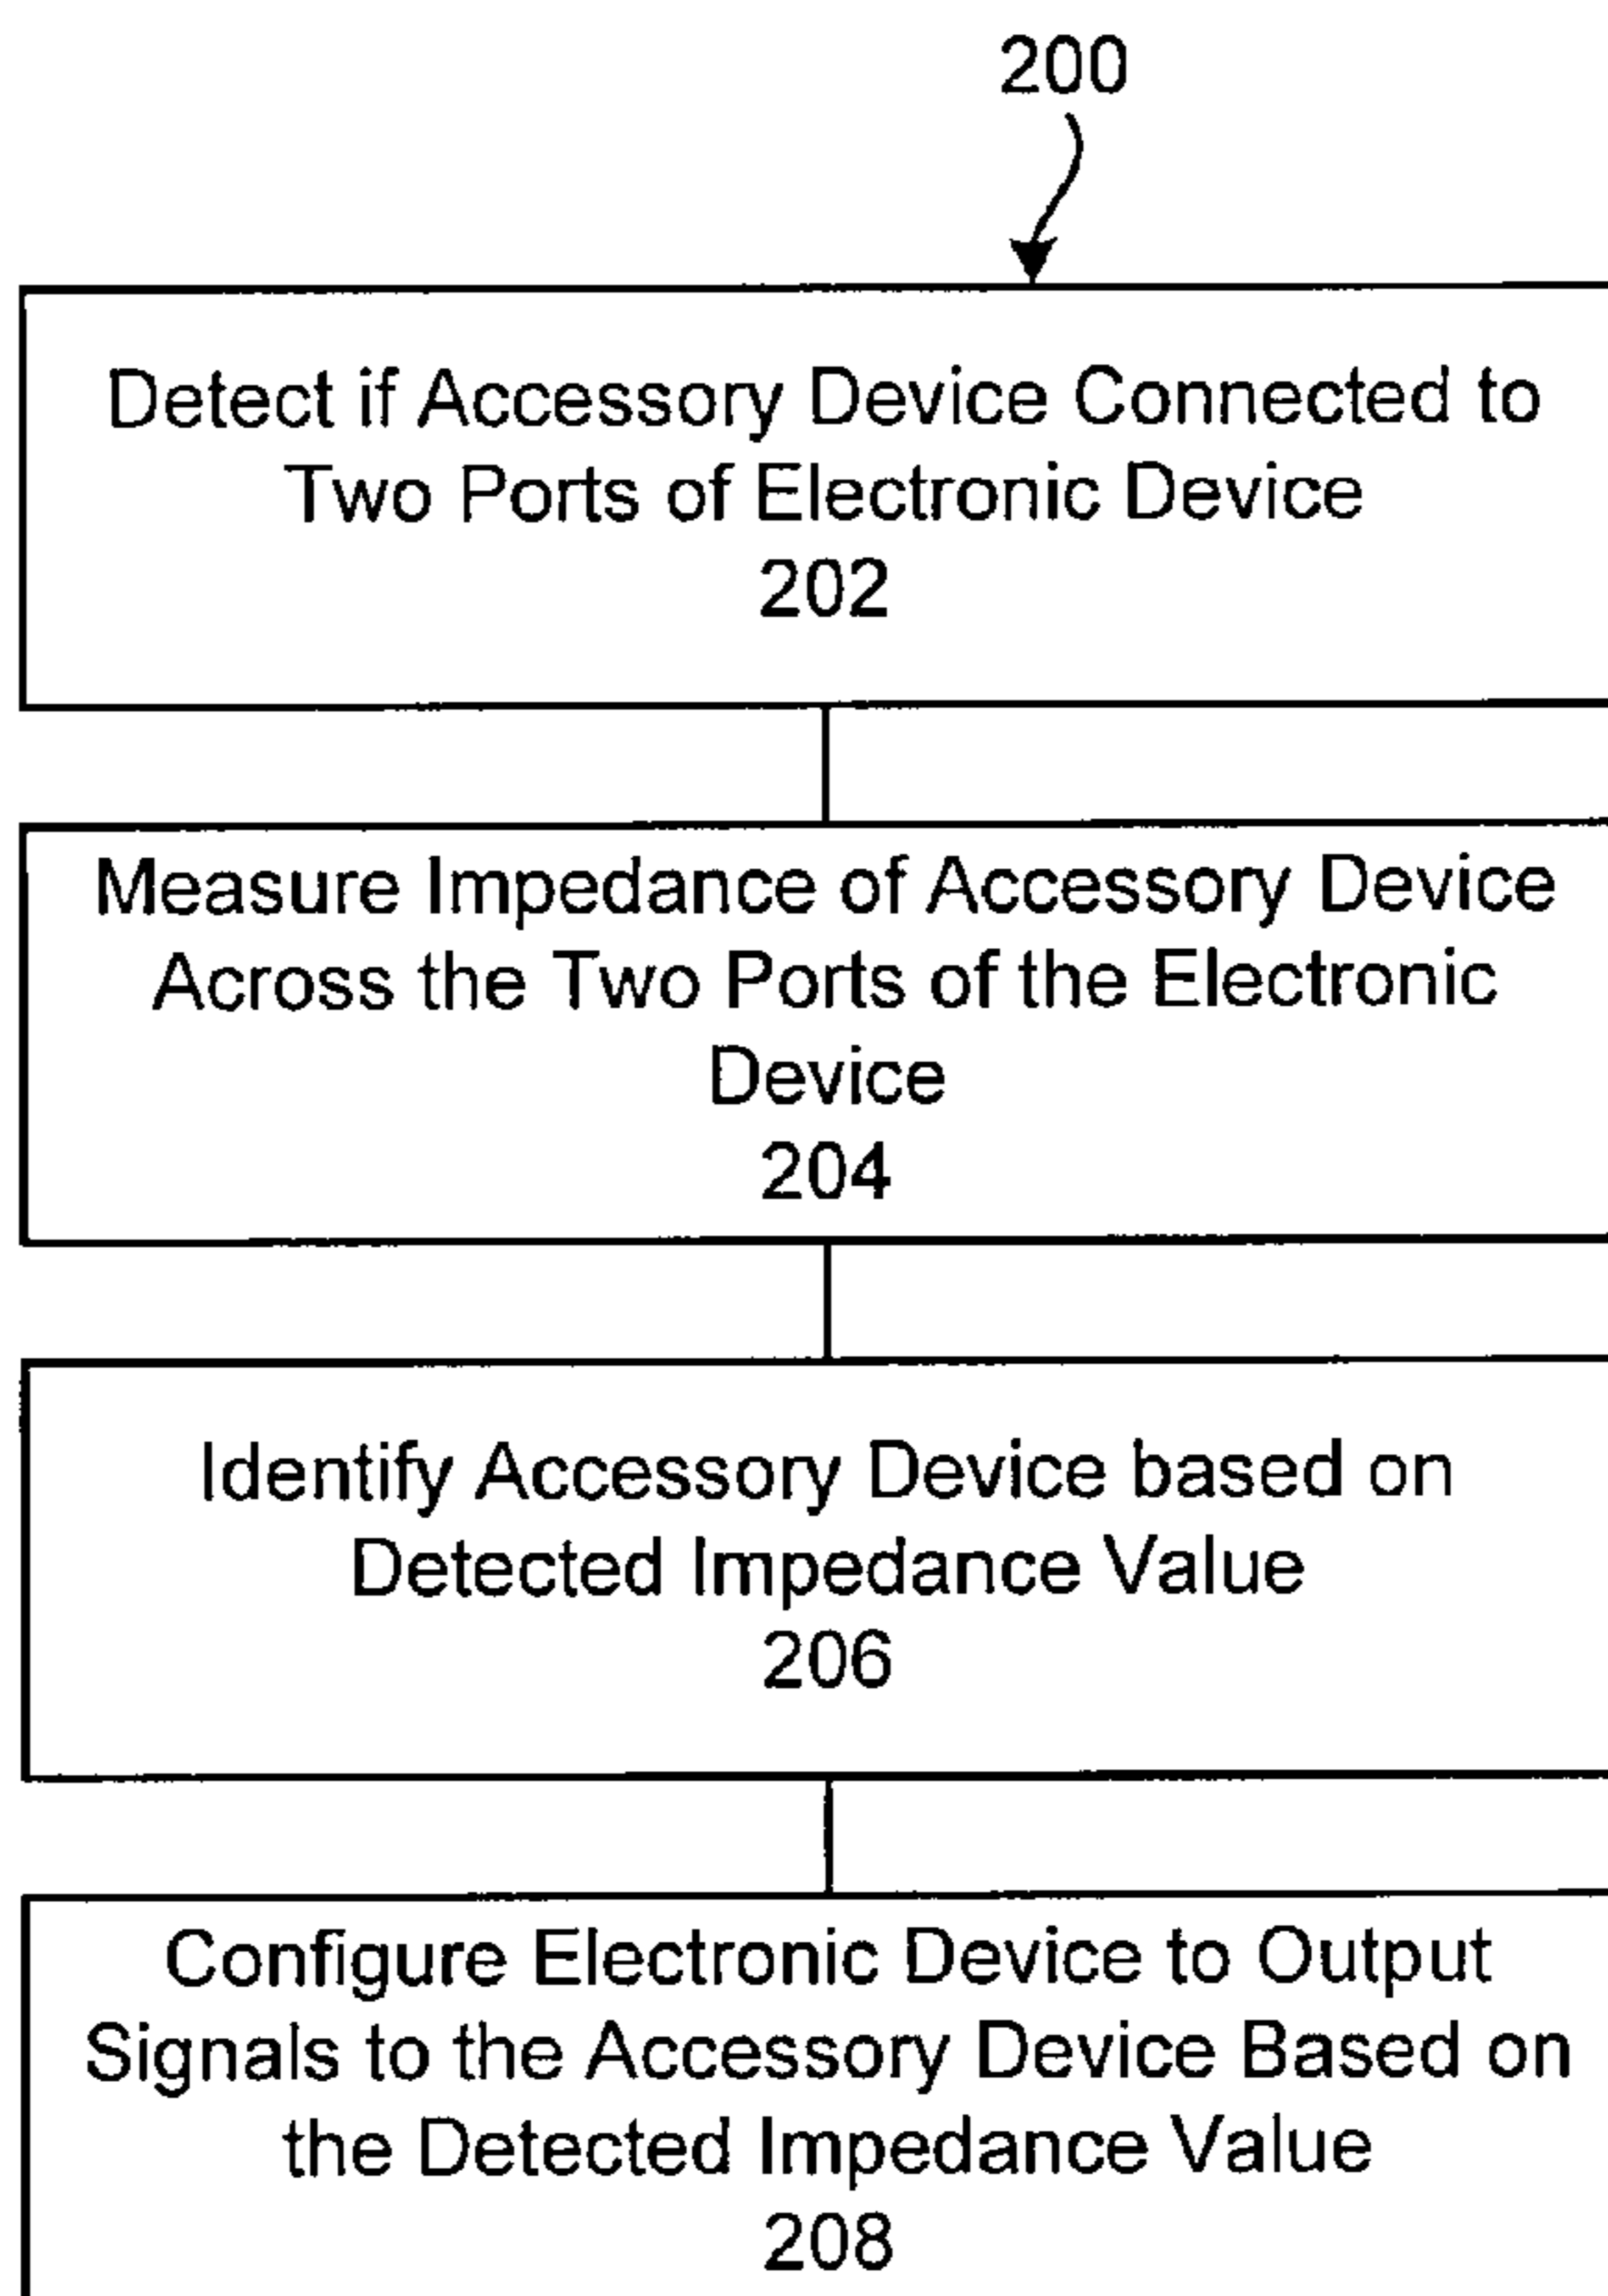 200
Detect if Accessory Device Connected to
Two Ports of Electronic Device
202
Measure Impedance of Accessory Device
Across the Two Ports of the Electronic
Device
204
Identify Accessory Device based on
Detected Impedance Value
206
Configure Electronic Device to Output
Signals to the Accessory Device Based on
the Detected Impedance Value
208